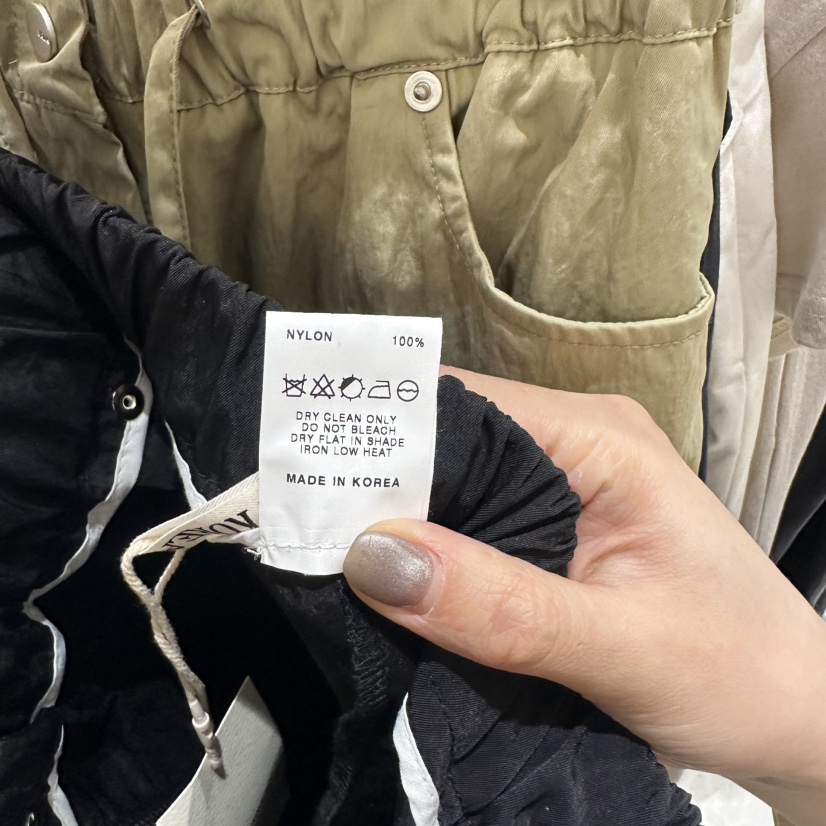 NYLON 100%
DRY CLEAN ONLY
DO NOT BLEACH
DRY FLAT IN SHADE
IRON LOW HEAT
MADE IN KOREA